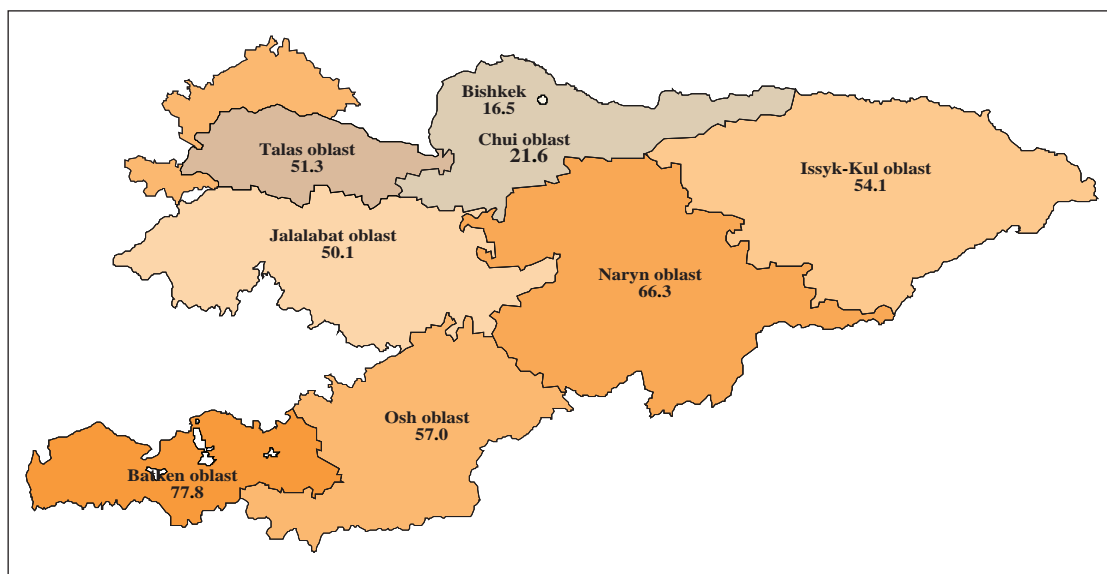 Bishkek
16.5
Chui oblast
21.6
Talas oblast
51.3
Issyk-Kul oblast
54.1
Jalalabat oblast
50.1
Naryn oblast
66.3
Osh oblast
57.0
Batken oblast
77.8